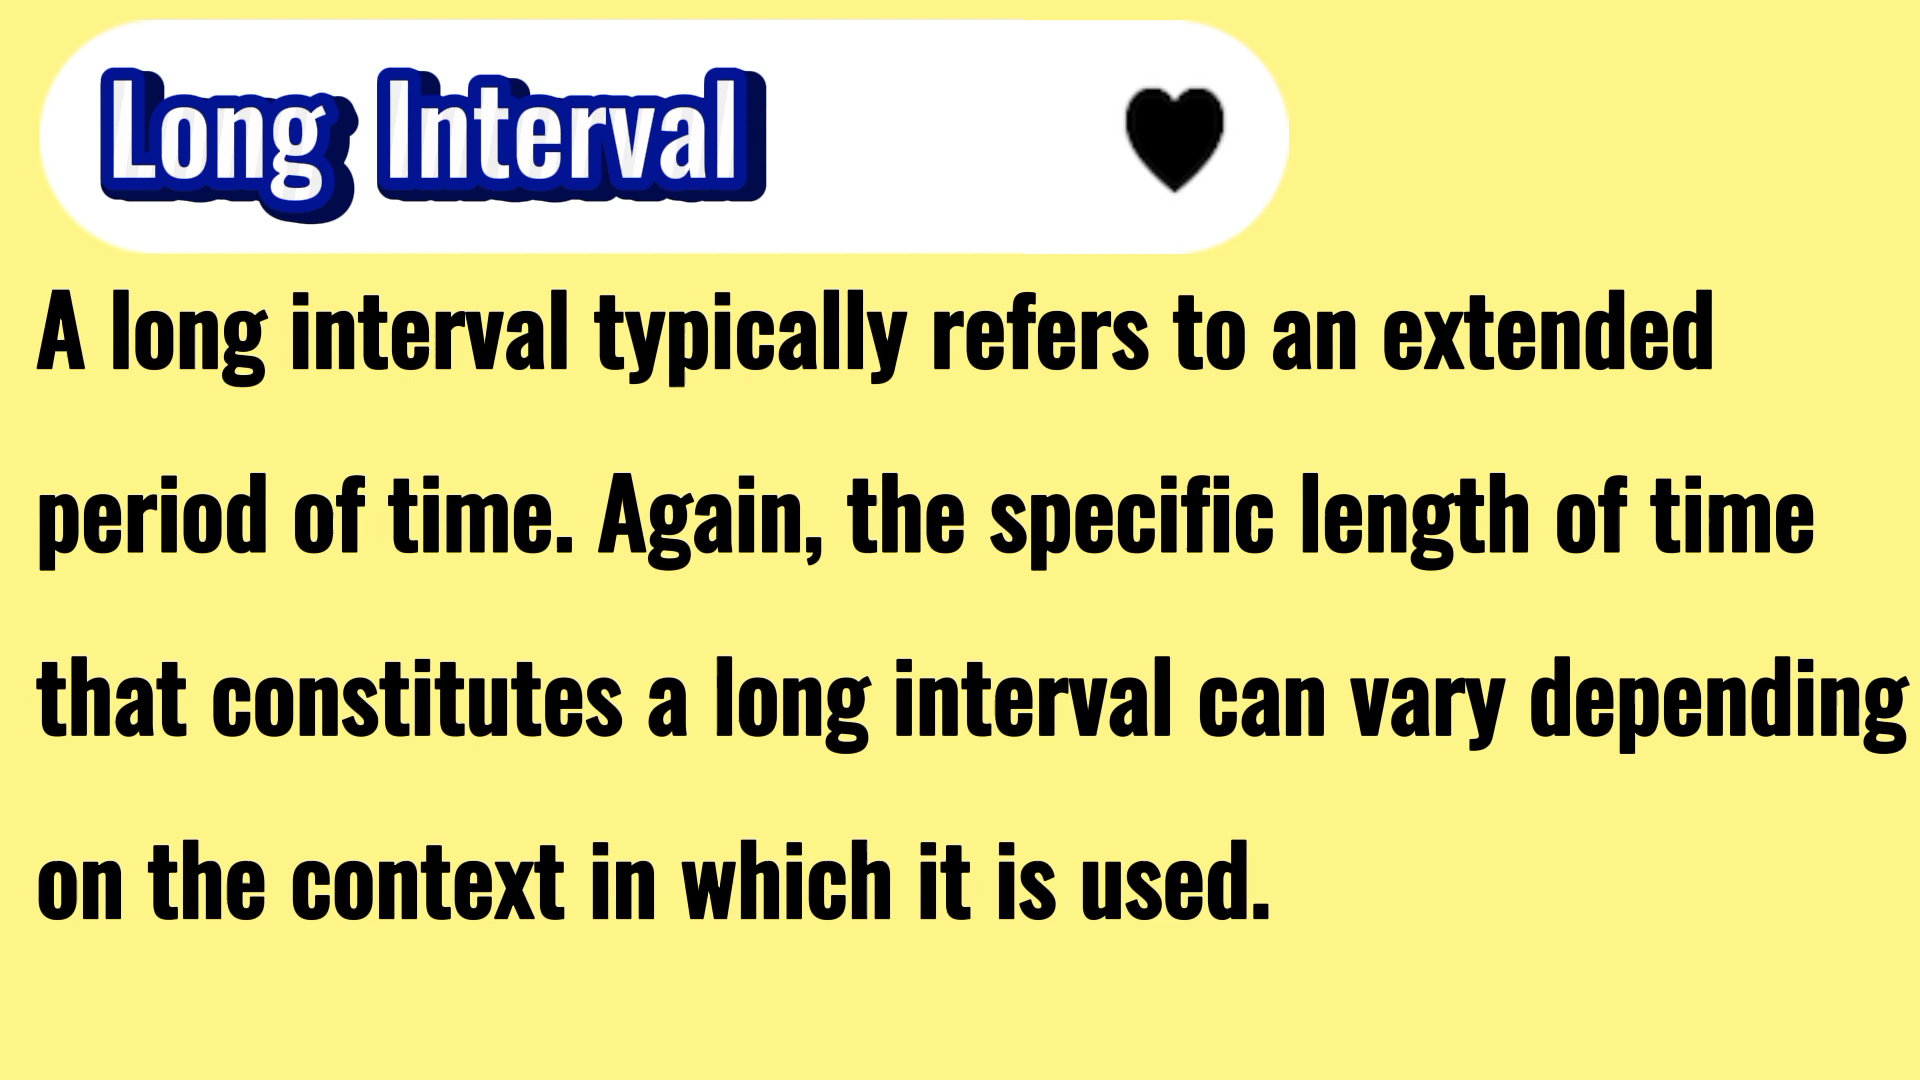 Long Interval
A long interval typically refers to an extended
period of time. Again, the specific length of time
that constitutes a long interval can vary depending
on the context in which it is used.